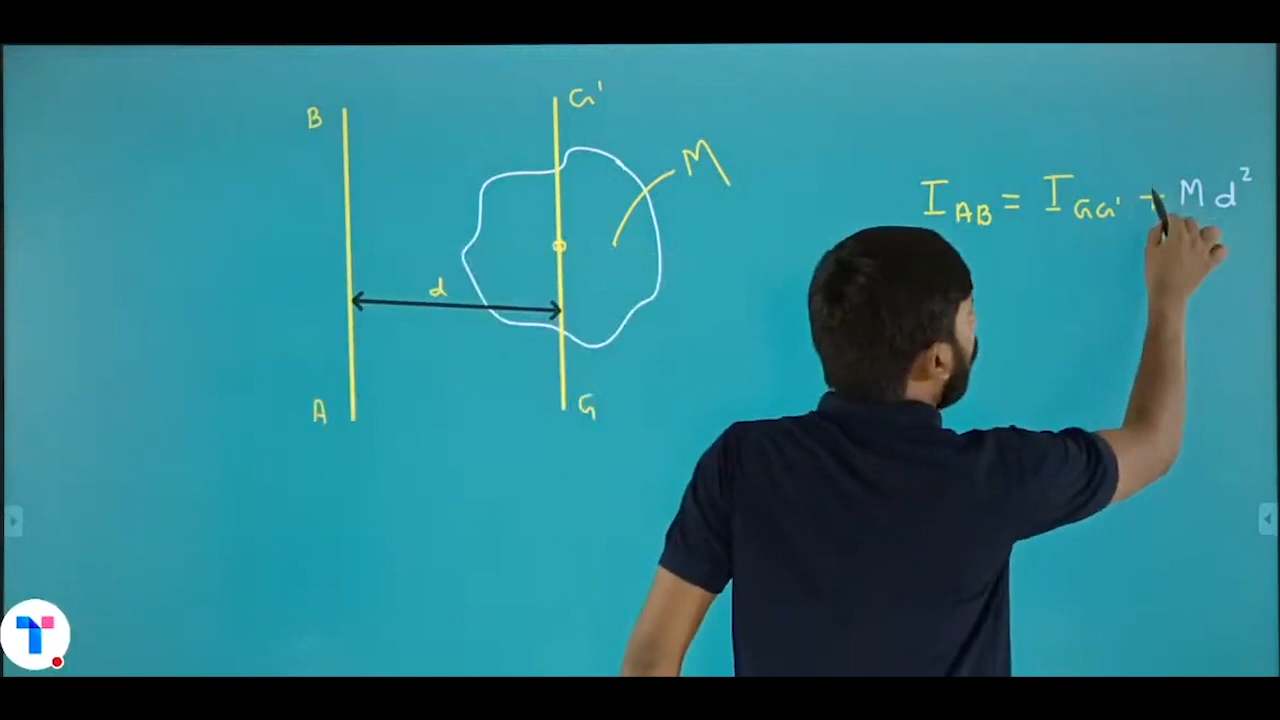 G'
B
M
I_AB = I_GG' + Md²
d
A
G